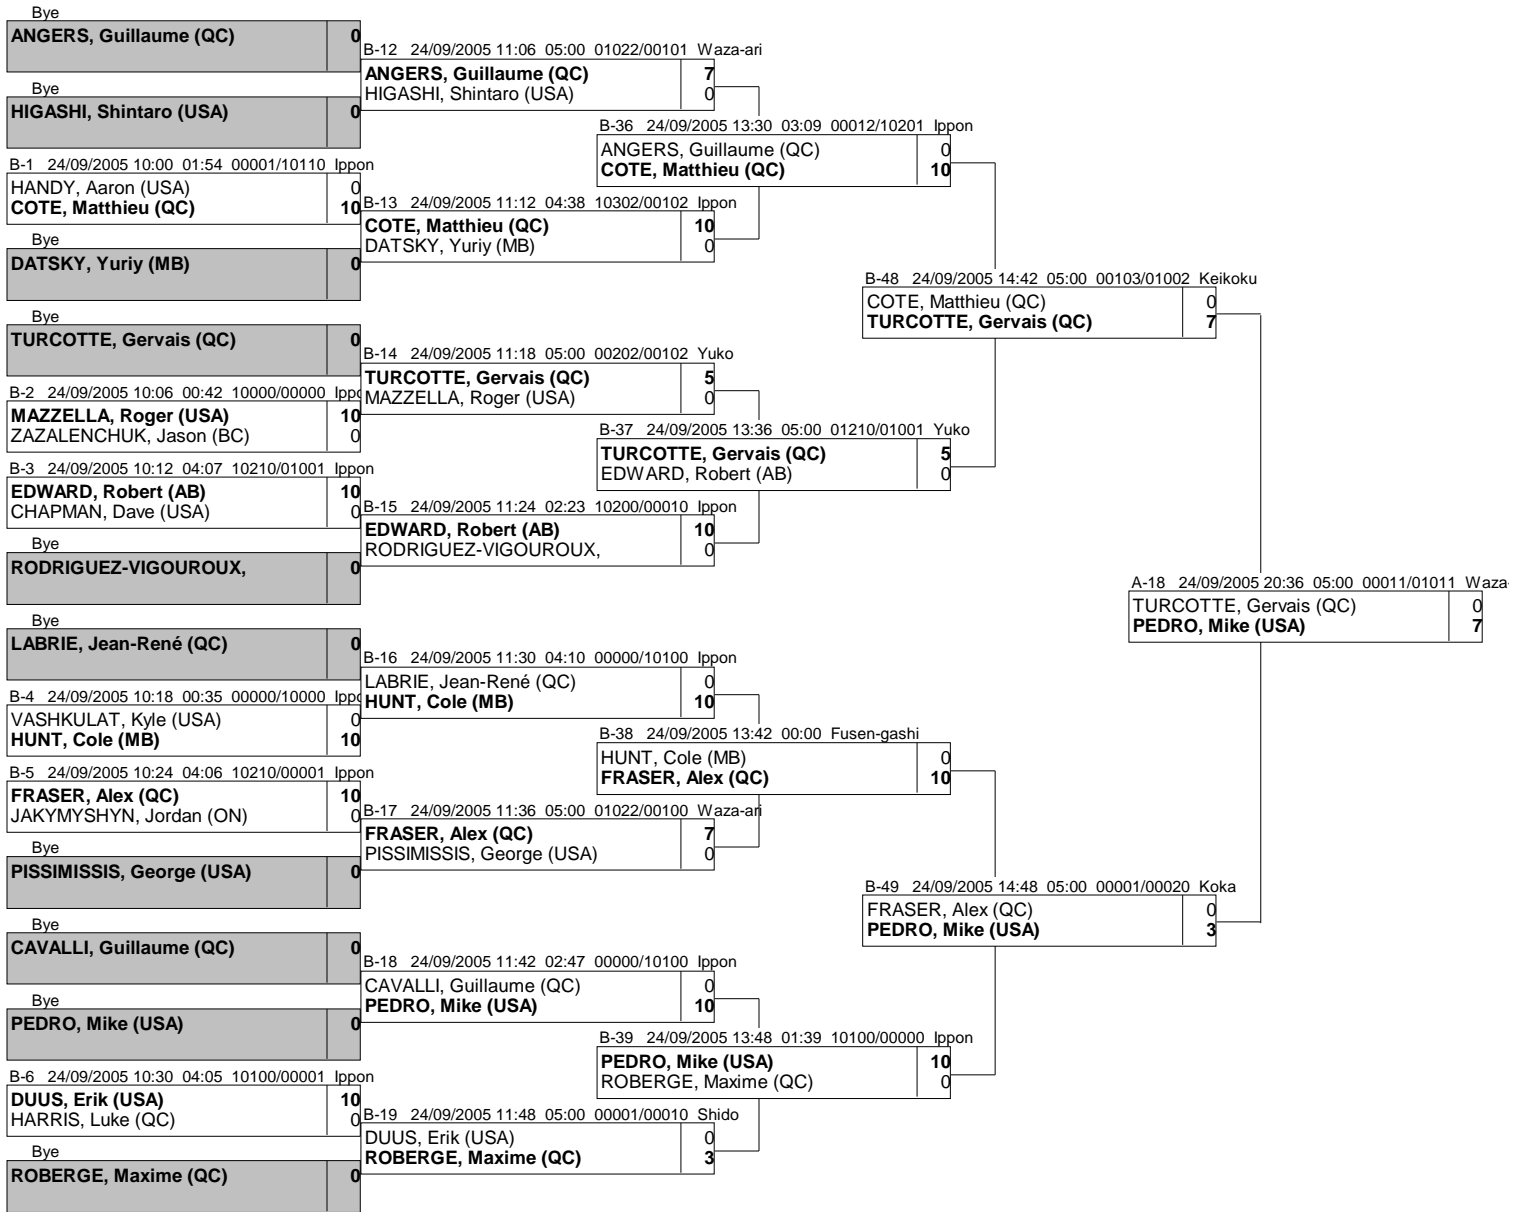 Bye
ANGERS, Guillaume (QC) 0
Bye
HIGASHI, Shintaro (USA) 0
B-1 24/09/2005 10:00 01:54 00001/10110 Ippon
HANDY, Aaron (USA) 0
COTE, Matthieu (QC) 10
Bye
DATSKY, Yuriy (MB) 0
Bye
TURCOTTE, Gervais (QC) 0
B-2 24/09/2005 10:06 00:42 10000/00000 Ippo
MAZZELLA, Roger (USA) 10
ZAZALENCHUK, Jason (BC) 0
B-3 24/09/2005 10:12 04:07 10210/01001 Ippon
EDWARD, Robert (AB) 10
CHAPMAN, Dave (USA) 0
Bye
RODRIGUEZ-VIGOUROUX, 0
Bye
LABRIE, Jean-René (QC) 0
B-4 24/09/2005 10:18 00:35 00000/10000 Ippo
VASHKULAT, Kyle (USA) 0
HUNT, Cole (MB) 10
B-5 24/09/2005 10:24 04:06 10210/00001 Ippon
FRASER, Alex (QC) 10
JAKYMYSHYN, Jordan (ON) 0
Bye
PISSIMISSIS, George (USA) 0
Bye
CAVALLI, Guillaume (QC) 0
Bye
PEDRO, Mike (USA) 0
B-6 24/09/2005 10:30 04:05 10100/00001 Ippon
DUUS, Erik (USA) 10
HARRIS, Luke (QC) 0
Bye
ROBERGE, Maxime (QC) 0
B-12 24/09/2005 11:06 05:00 01022/00101 Waza-ari
ANGERS, Guillaume (QC) 7
HIGASHI, Shintaro (USA) 0
B-13 24/09/2005 11:12 04:38 10302/00102 Ippon
COTE, Matthieu (QC) 10
DATSKY, Yuriy (MB) 0
B-14 24/09/2005 11:18 05:00 00202/00102 Yuko
TURCOTTE, Gervais (QC) 5
MAZZELLA, Roger (USA) 0
B-15 24/09/2005 11:24 02:23 10200/00010 Ippon
EDWARD, Robert (AB) 10
RODRIGUEZ-VIGOUROUX, 0
B-16 24/09/2005 11:30 04:10 00000/10100 Ippon
LABRIE, Jean-René (QC) 0
HUNT, Cole (MB) 10
B-17 24/09/2005 11:36 05:00 01022/00100 Waza-ari
FRASER, Alex (QC) 7
PISSIMISSIS, George (USA) 0
B-18 24/09/2005 11:42 02:47 00000/10100 Ippon
CAVALLI, Guillaume (QC) 0
PEDRO, Mike (USA) 10
B-19 24/09/2005 11:48 05:00 00001/00010 Shido
DUUS, Erik (USA) 0
ROBERGE, Maxime (QC) 3
B-36 24/09/2005 13:30 03:09 00012/10201 Ippon
ANGERS, Guillaume (QC) 0
COTE, Matthieu (QC) 10
B-37 24/09/2005 13:36 05:00 01210/01001 Yuko
TURCOTTE, Gervais (QC) 5
EDWARD, Robert (AB) 0
B-38 24/09/2005 13:42 00:00 Fusen-gashi
HUNT, Cole (MB) 0
FRASER, Alex (QC) 10
B-39 24/09/2005 13:48 01:39 10100/00000 Ippon
PEDRO, Mike (USA) 10
ROBERGE, Maxime (QC) 0
B-48 24/09/2005 14:42 05:00 00103/01002 Keikoku
COTE, Matthieu (QC) 0
TURCOTTE, Gervais (QC) 7
B-49 24/09/2005 14:48 05:00 00001/00020 Koka
FRASER, Alex (QC) 0
PEDRO, Mike (USA) 3
A-18 24/09/2005 20:36 05:00 00011/01011 Waza-
TURCOTTE, Gervais (QC) 0
PEDRO, Mike (USA) 7